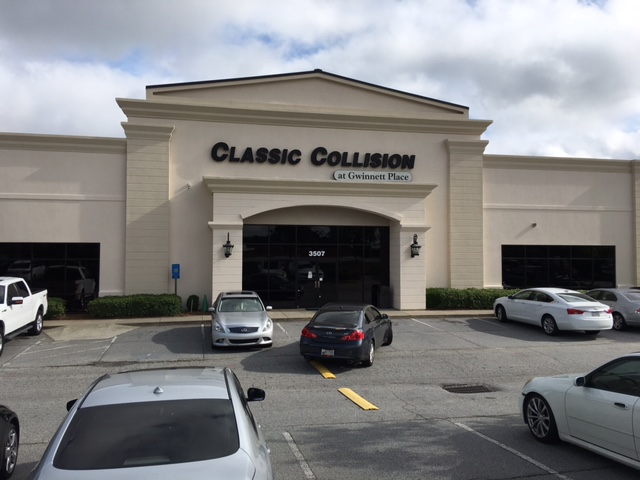 Classic Collision
at Gwinnett Place
3507